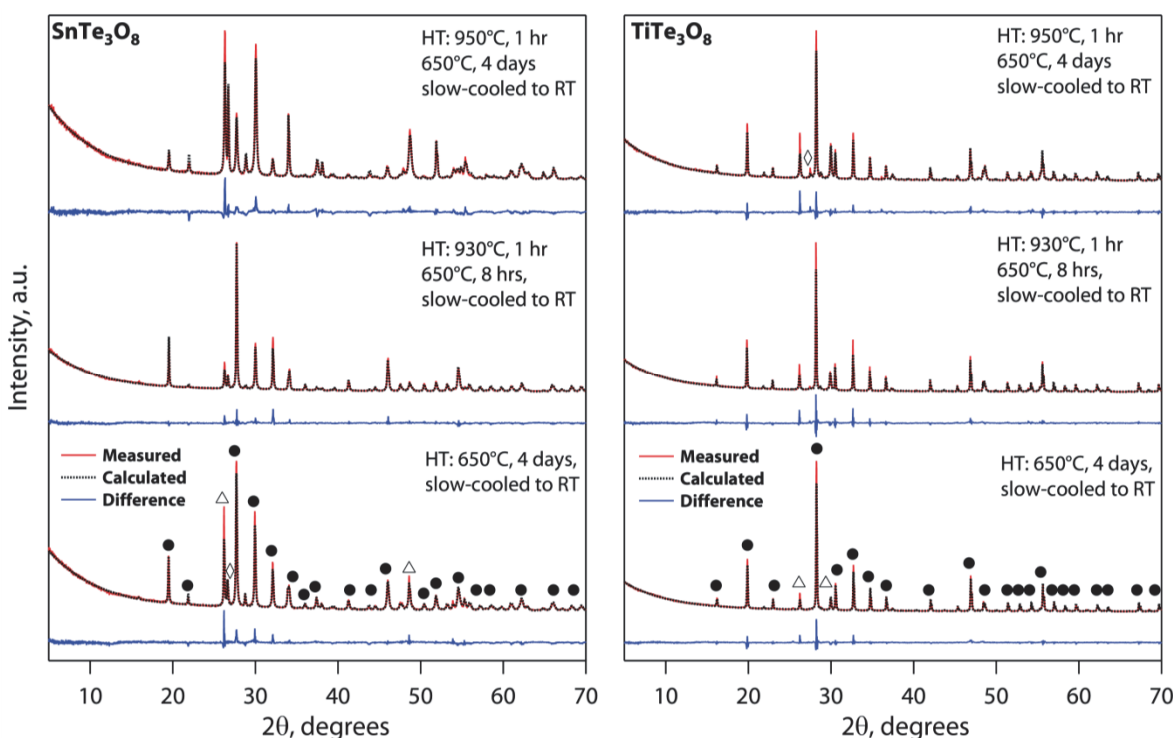 SnTe₃O₈
HT: 950°C, 1 hr
650°C, 4 days
slow-cooled to RT
HT: 930°C, 1 hr
650°C, 8 hrs,
slow-cooled to RT
Measured
Calculated
Difference
HT: 650°C, 4 days,
slow-cooled to RT
10 20 30 40 50 60 70
2θ, degrees
Intensity, a.u.
TiTe₃O₈
HT: 950°C, 1 hr
650°C, 4 days
slow-cooled to RT
HT: 930°C, 1 hr
650°C, 8 hrs,
slow-cooled to RT
Measured
Calculated
Difference
HT: 650°C, 4 days,
slow-cooled to RT
10 20 30 40 50 60 70
2θ, degrees